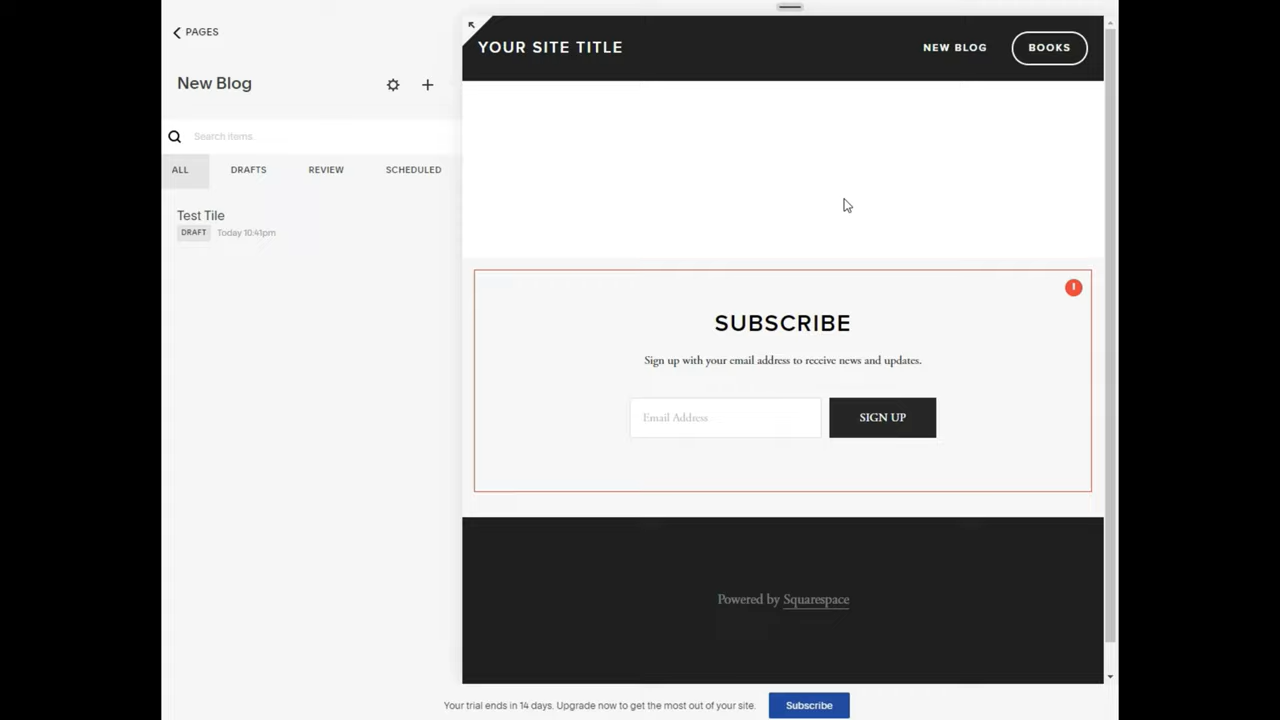 PAGES
New Blog
Search items.
ALL DRAFTS REVIEW SCHEDULED
Test Tile
DRAFT Today 10:41pm
YOUR SITE TITLE
NEW BLOG BOOKS
SUBSCRIBE
Sign up with your email address to receive news and updates.
Email Address
SIGN UP
Powered by Squarespace
Your trial ends in 14 days. Upgrade now to get the most out of your site.
Subscribe